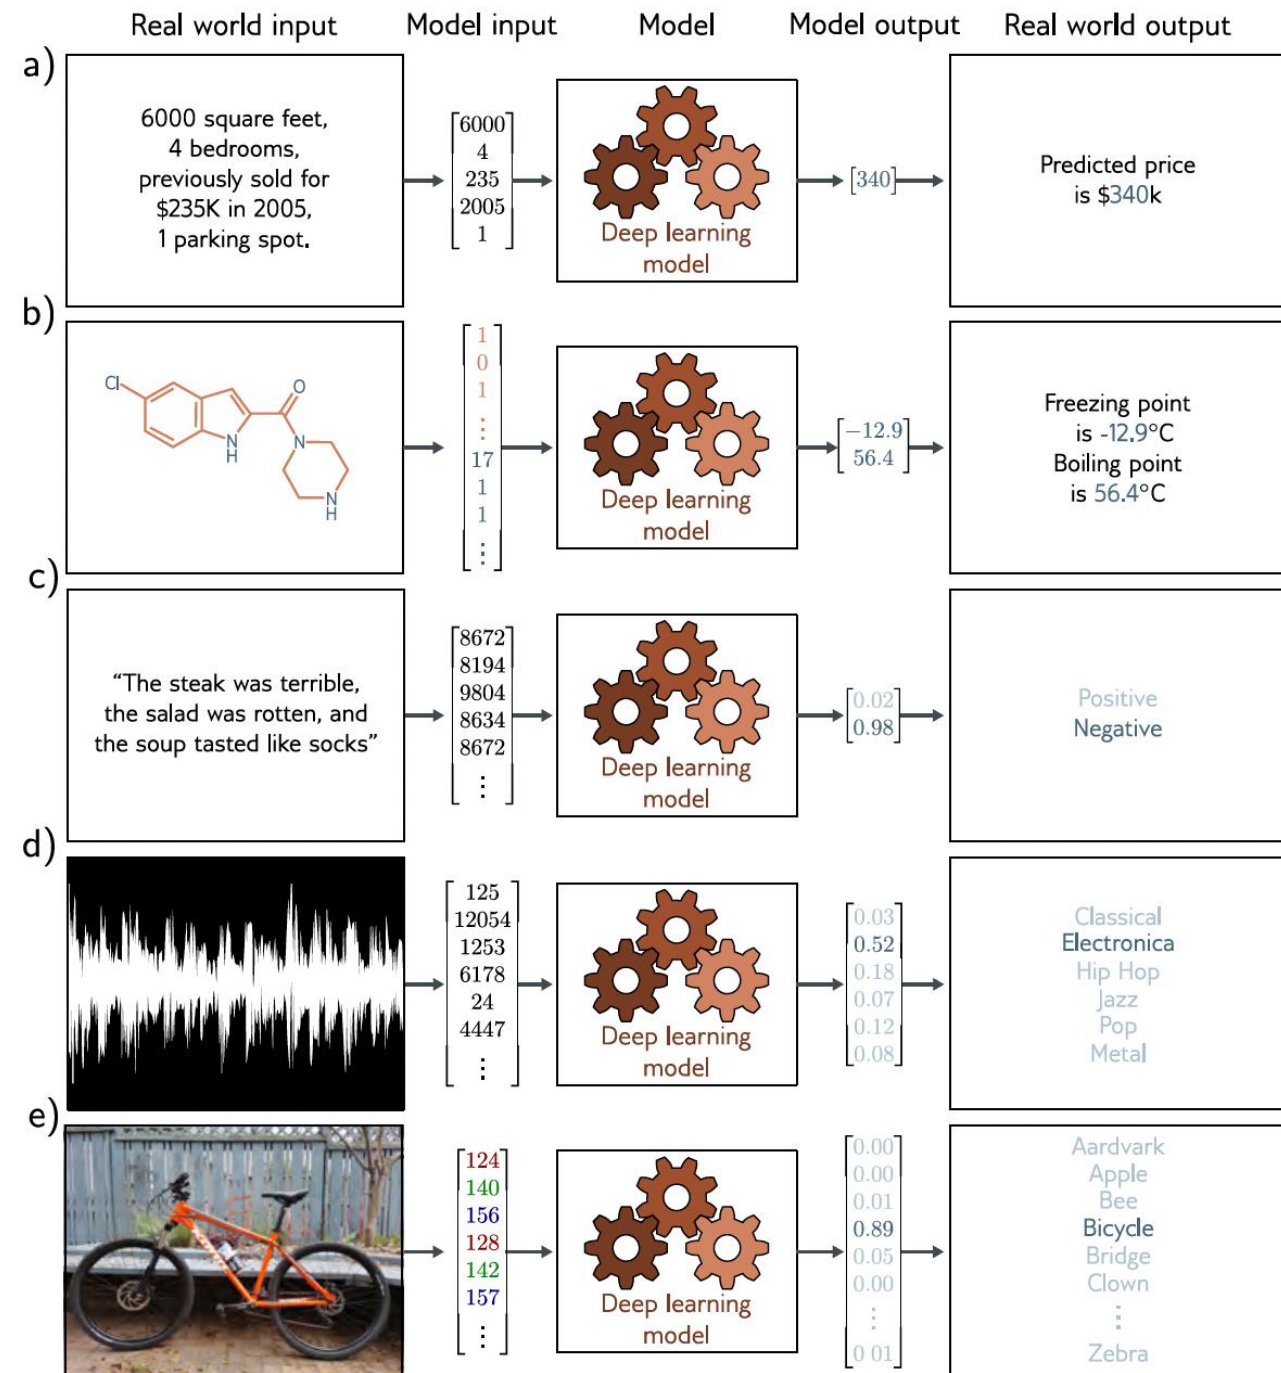 Real world input
Model input
Model
Model output
Real world output
a)
6000 square feet,
4 bedrooms,
previously sold for
$235K in 2005,
1 parking spot.
6000
4
235
2005
1
Deep learning
model
[340]
Predicted price
is $340k
b)
Cl
O
N
H
N
N
H
1
0
1
⋮
17
1
1
⋮
Deep learning
model
-12.9
56.4
Freezing point
is -12.9°C
Boiling point
is 56.4°C
c)
“The steak was terrible,
the salad was rotten, and
the soup tasted like socks”
8672
8194
9804
8634
8672
⋮
Deep learning
model
0.02
0.98
Positive
Negative
d)
125
12054
1253
6178
24
4447
⋮
Deep learning
model
0.03
0.52
0.18
0.07
0.12
0.08
Classical
Electronica
Hip Hop
Jazz
Pop
Metal
e)
124
140
156
128
142
157
⋮
Deep learning
model
0.00
0.00
0.01
0.89
0.05
0.00
⋮
0 01
Aardvark
Apple
Bee
Bicycle
Bridge
Clown
⋮
Zebra